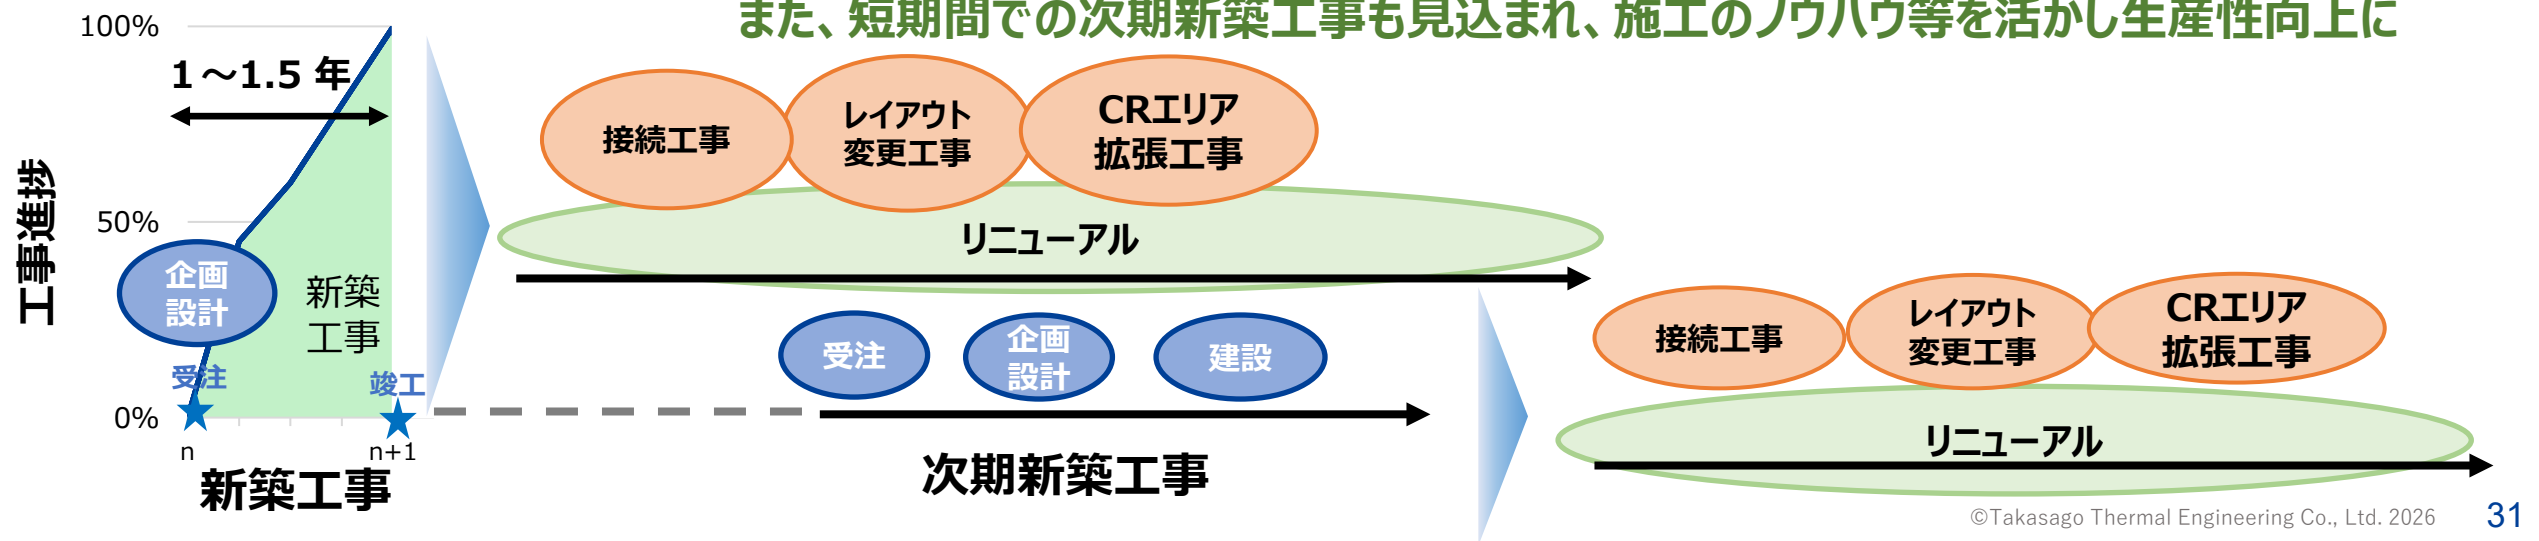 また、短期間での次期新築工事も見込まれ、施工のノウハウ等を活かし生産性向上に
100%
1～1.5 年
工事進捗
50%
企画
設計
新築
工事
受注
竣工
0%
n
n+1
新築工事
接続工事
レイアウト
変更工事
CRエリア
拡張工事
リニューアル
受注
企画
設計
建設
次期新築工事
接続工事
レイアウト
変更工事
CRエリア
拡張工事
リニューアル
©Takasago Thermal Engineering Co., Ltd. 2026
31